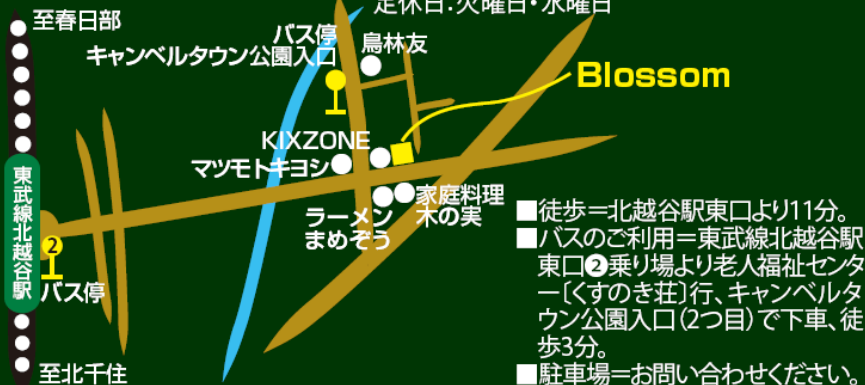 定休日:火曜日・水曜日
至春日部
バス停
キャンベルタウン公園入口
鳥林友
Blossom
KIXZONE
マツモトキヨシ
東武線北越谷駅
2
バス停
ラーメン
まめぞう
家庭料理
木の実
至北千住
■徒歩=北越谷駅東口より11分。
■バスのご利用=東武線北越谷駅
東口❷乗り場より老人福祉センタ
ー〔くすのき荘〕行、キャンベルタ
ウン公園入口(2つ目)で下車、徒
歩3分。
■駐車場=お問い合わせください。